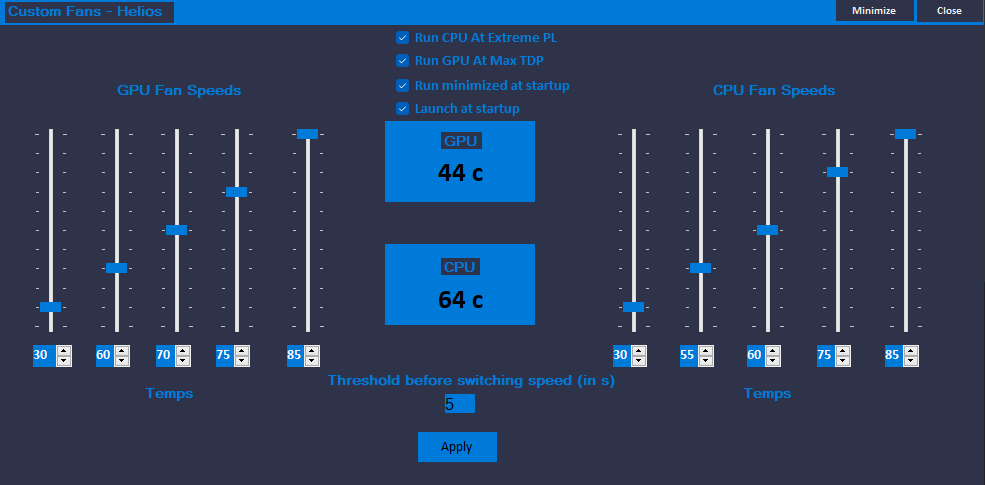 Custom Fans - Helios
Minimize
Close
Run CPU At Extreme PL
Run GPU At Max TDP
Run minimized at startup
Launch at startup
GPU Fan Speeds
CPU Fan Speeds
GPU
44 c
CPU
64 c
30 60 70 75 85
30 55 60 75 85
Temps
Temps
Threshold before switching speed (in s)
5
Apply